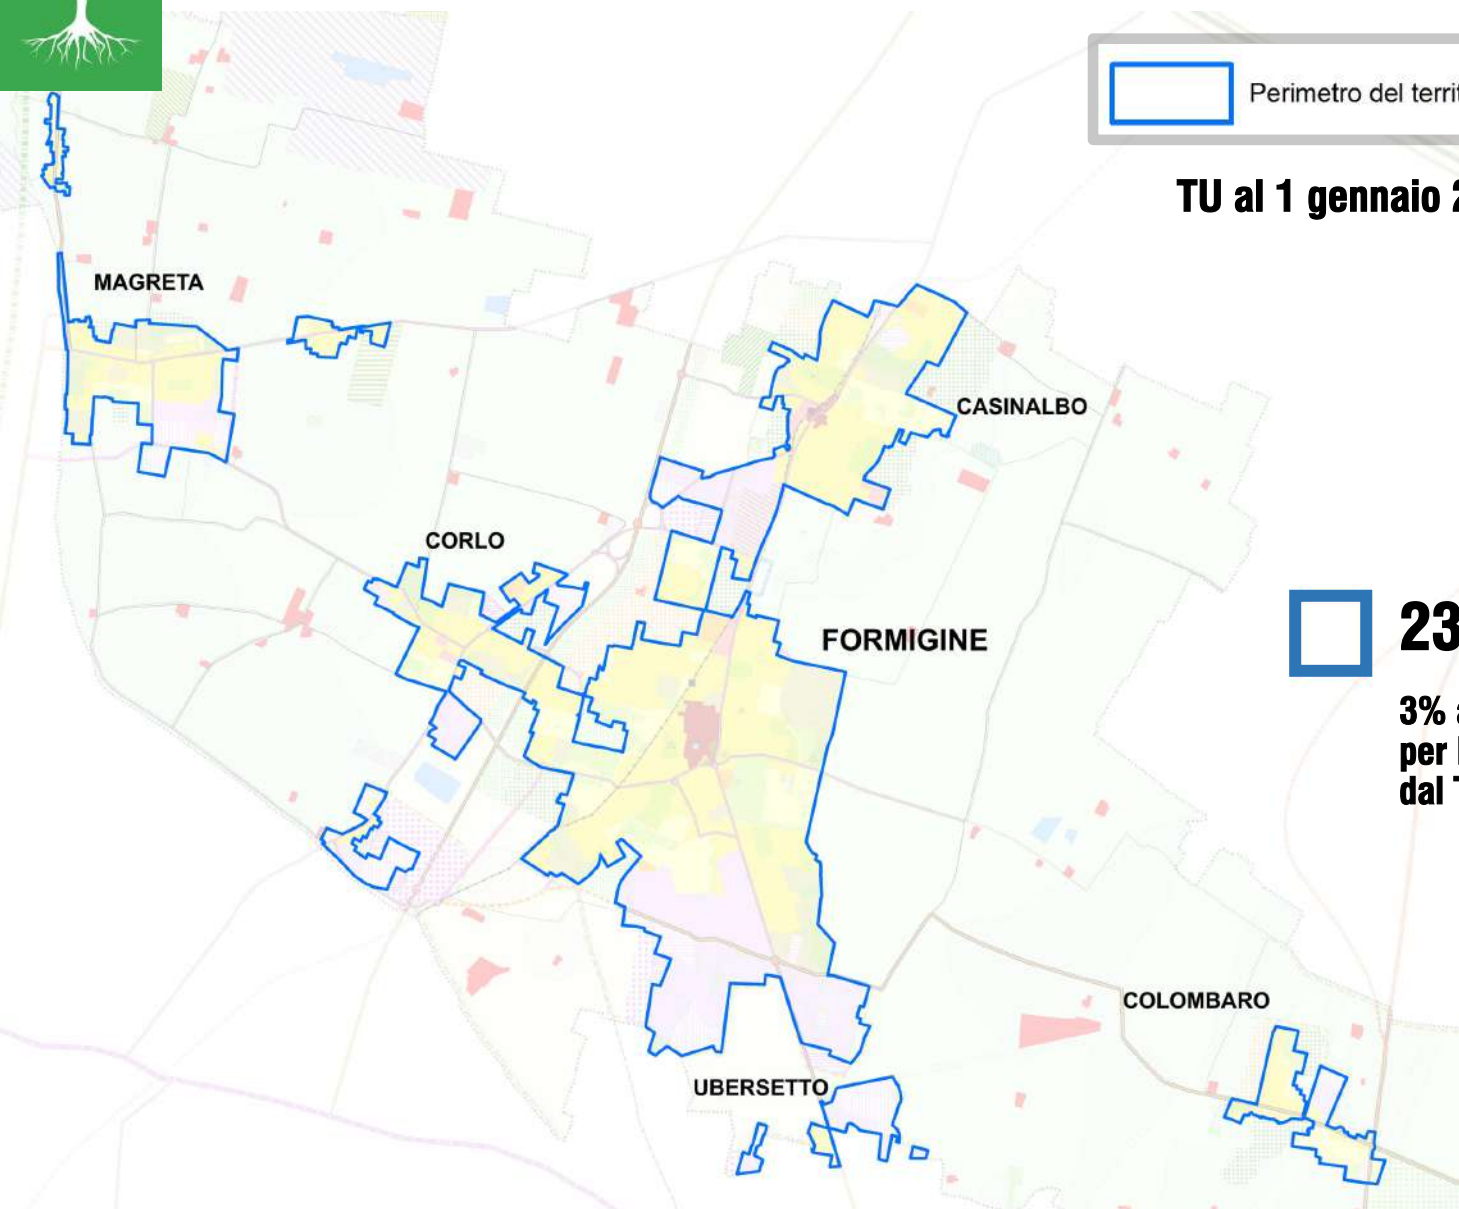 Perimetro del territ
TU al 1 gennaio 2
MAGRETA
CASINALBO
CORLO
FORMIGINE
23
3% a
per l
dal T
COLOMBARO
UBERSETTO